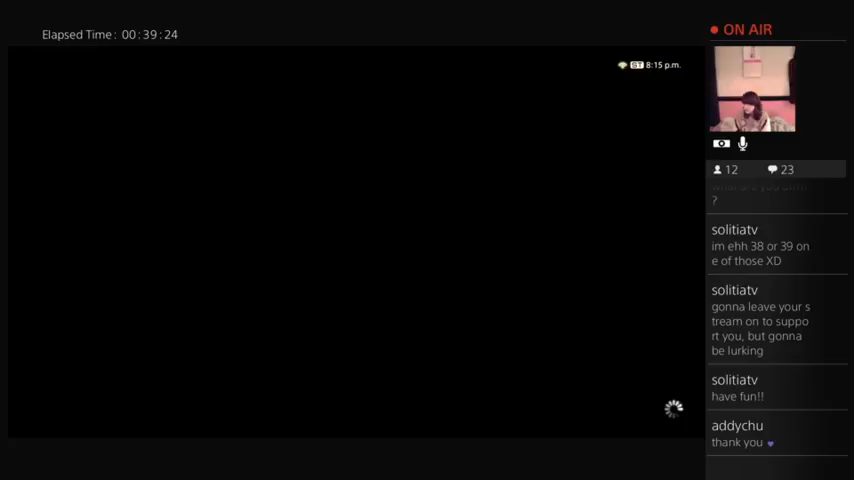 Elapsed Time: 00:39:24
ON AIR
ST 8:15 p.m.
12 23
?
solitiatv
im ehh 38 or 39 on
e of those XD
solitiatv
gonna leave your s
tream on to suppo
rt you, but gonna
be lurking
solitiatv
have fun!!
addychu
thank you